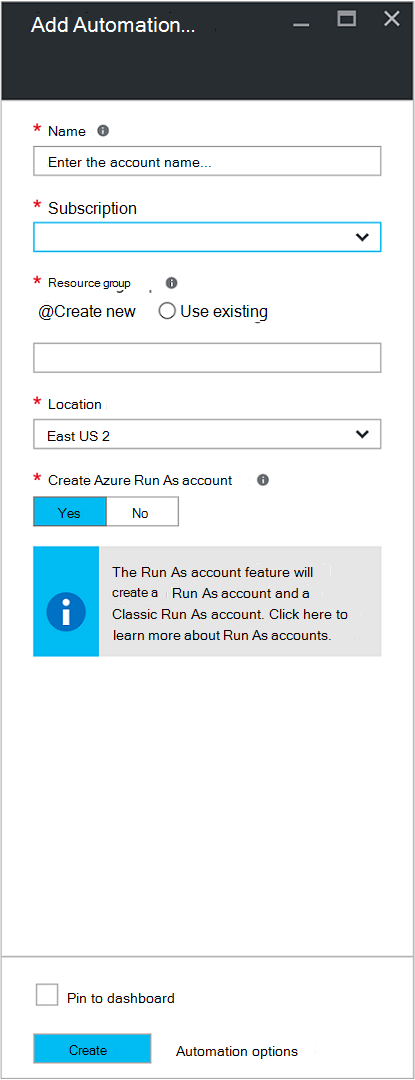 Add Automation...
* Name
Enter the account name...
* Subscription
* Resource group
@Create new Use existing
* Location
East US 2
* Create Azure Run As account
Yes No
The Run As account feature will
create a Run As account and a
Classic Run As account. Click here to
learn more about Run As accounts.
Pin to dashboard
Create Automation options